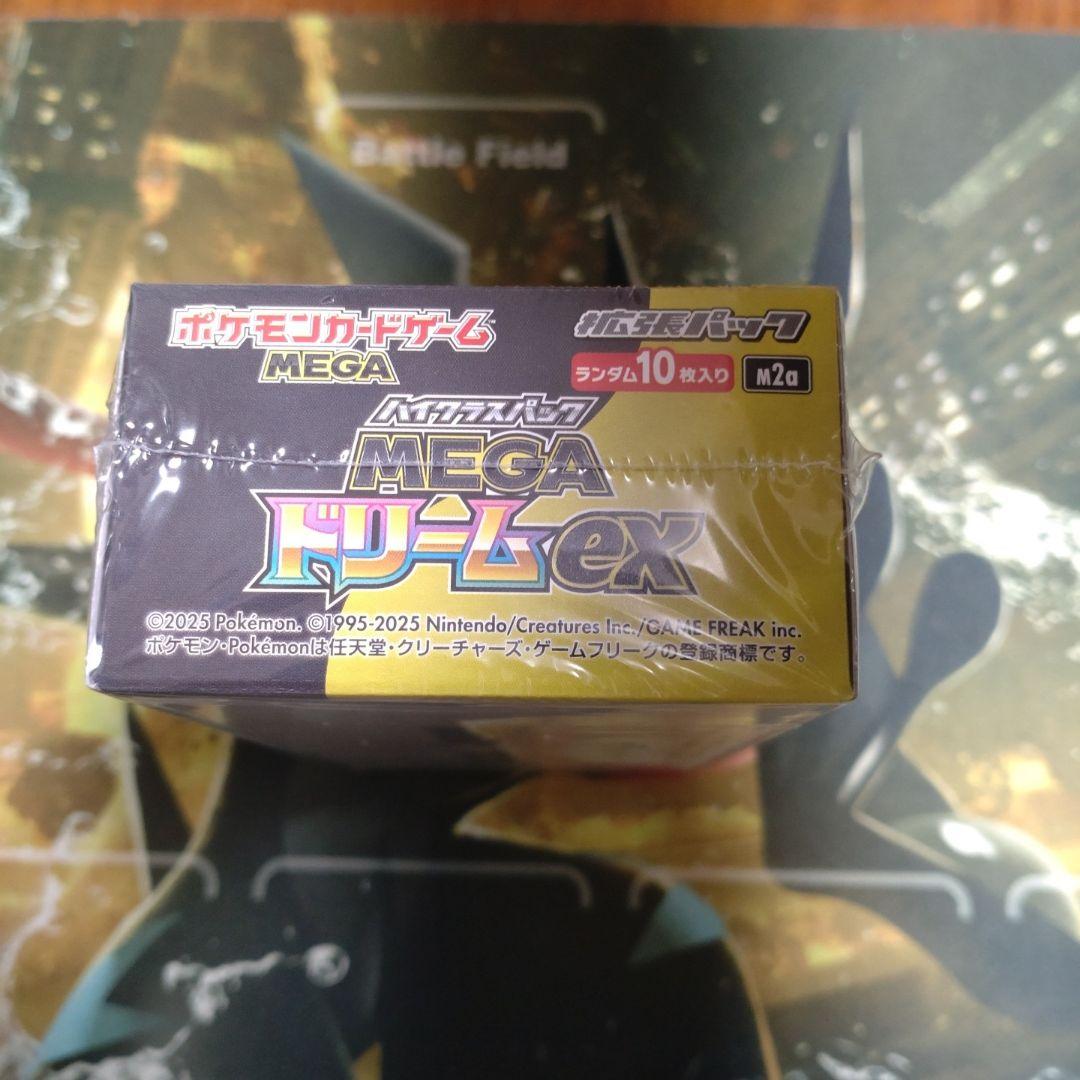 Battle Field
ポケモンカードゲーム™
MEGA
拡張パック
ランダム10枚入り
M2a
ハイクラスパック
MEGA
ドリームex
©2025 Pokémon. ©1995-2025 Nintendo/Creatures Inc./GAME FREAK inc.
ポケモン・Pokémonは任天堂・クリーチャーズ・ゲームフリークの登録商標です。